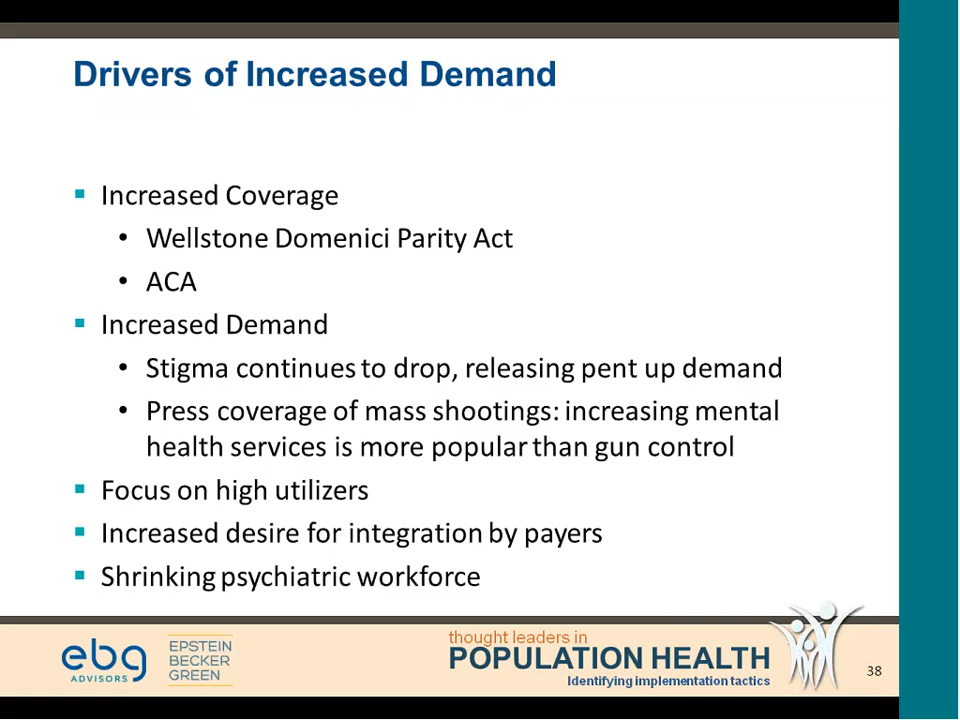 Drivers of Increased Demand
Increased Coverage
Wellstone Domenici Parity Act
ACA
Increased Demand
Stigma continues to drop, releasing pent up demand
Press coverage of mass shootings: increasing mental
health services is more popular than gun control
Focus on high utilizers
Increased desire for integration by payers
Shrinking psychiatric workforce
ebg
ADVISORS
EPSTEIN
BECKER
GREEN
thought leaders in
POPULATION HEALTH
Identifying implementation tactics
38